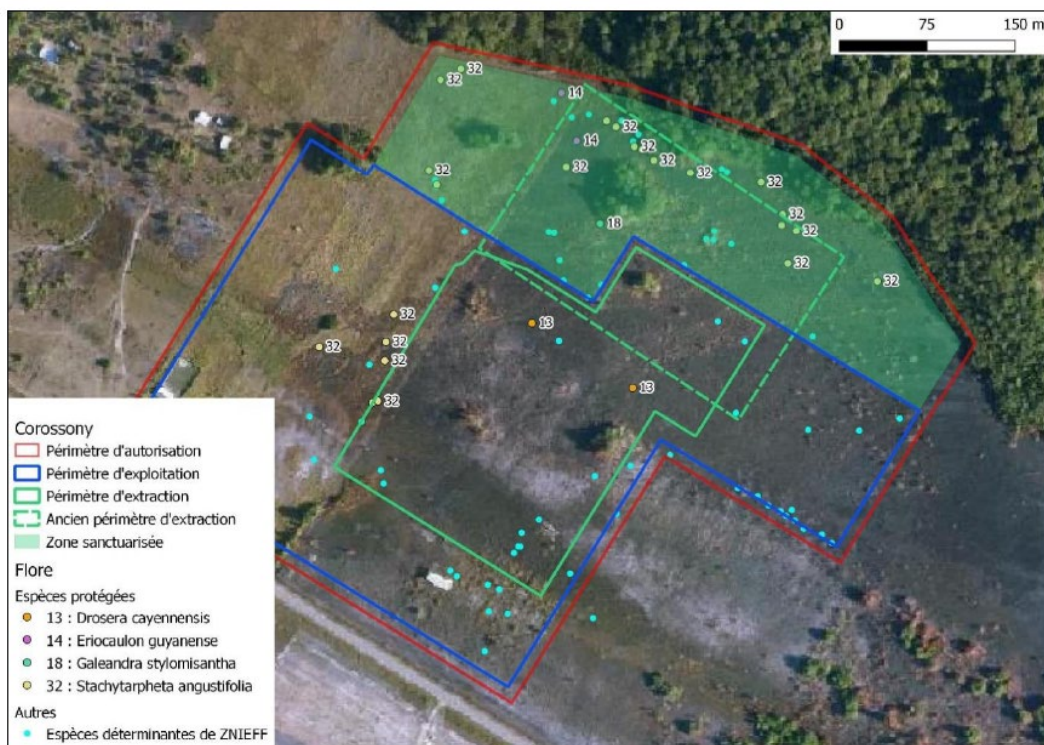 0 75 150 m
32
32
14
32
14
32
32
32
32
32
32
18
32
32
32
32
32
13
32
32
32
13
32
Corossony
Périmètre d'autorisation
Périmètre d'exploitation
Périmètre d'extraction
Ancien périmètre d'extraction
Zone sanctuarisée
Flore
Espèces protégées
13 : Drosera cayennensis
14 : Eriocaulon guyanense
18 : Galeandra stylomisantha
32 : Stachytarpheta angustifolia
Autres
Espèces déterminantes de ZNIEFF